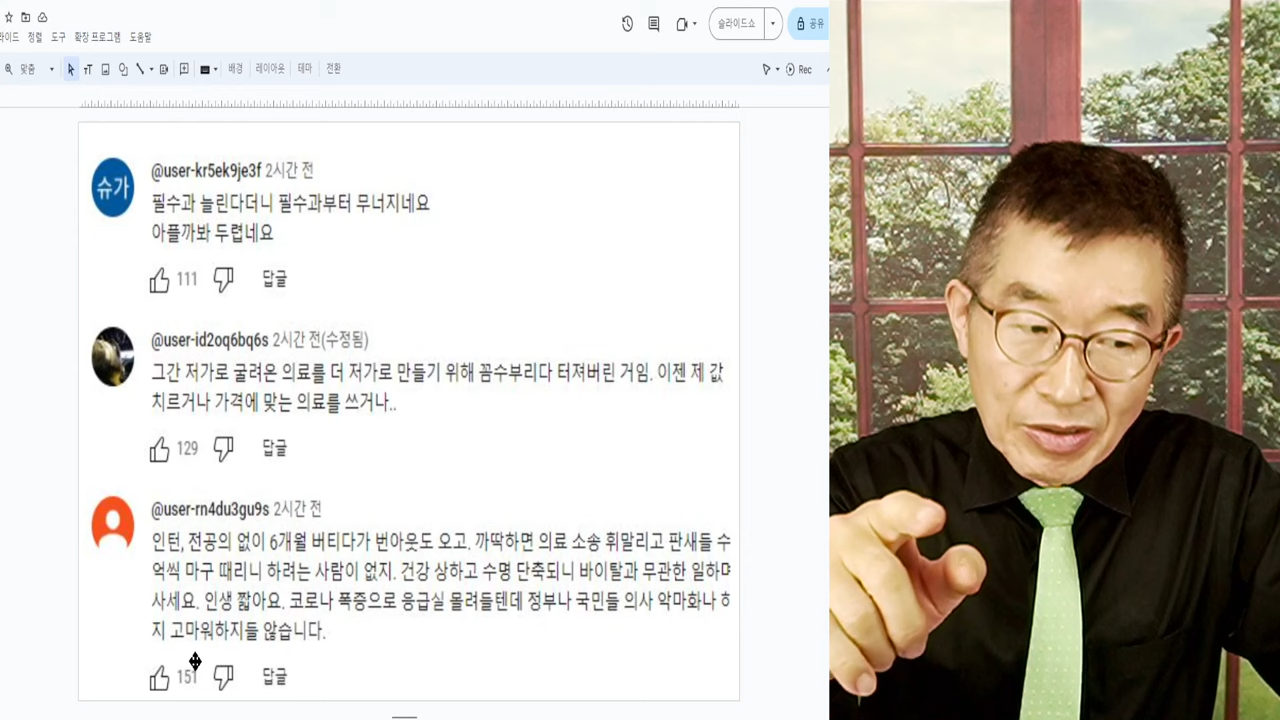 라이드 정렬 도구 확장 프로그램 도움말
슬라이드쇼
공유
맞춤
배경 레이아웃 테마 전환
Rec
슈가
@user-kr5ek9je3f 2시간 전
필수과 늘린다더니 필수과부터 무너지네요
아플까봐 두렵네요
111 답글
@user-id2oq6bq6s 2시간 전(수정됨)
그간 저가로 굴려온 의료를 더 저가로 만들기 위해 꼼수부리다 터져버린 거임. 이젠 제 값
치르거나 가격에 맞는 의료를 쓰거나..
129 답글
@user-rn4du3gu9s 2시간 전
인턴, 전공의 없이 6개월 버티다가 번아웃도 오고. 까딱하면 의료 소송 휘말리고 판새들 수
억씩 마구 때리니 하려는 사람이 없지. 건강 상하고 수명 단축되니 바이탈과 무관한 일하며
사세요. 인생 짧아요. 코로나 폭증으로 응급실 몰려들텐데 정부나 국민들 의사 악마화나 하
지 고마워하지들 않습니다.
151 답글